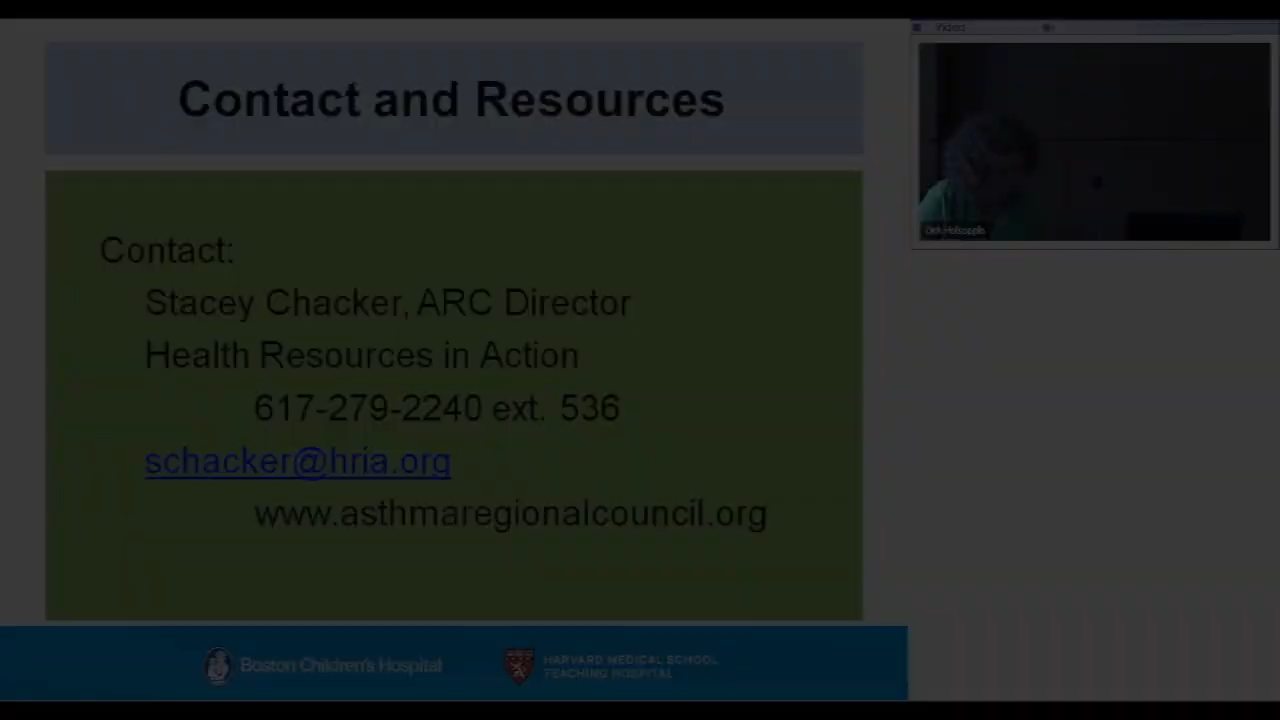 Contact and Resources
Contact:
Stacey Chacker, ARC Director
Health Resources in Action
617-279-2240 ext. 536
schacker@hria.org
www.asthmaregionalcouncil.org
Boston Children's Hospital
HARVARD MEDICAL SCHOOL
TEACHING HOSPITAL
Video